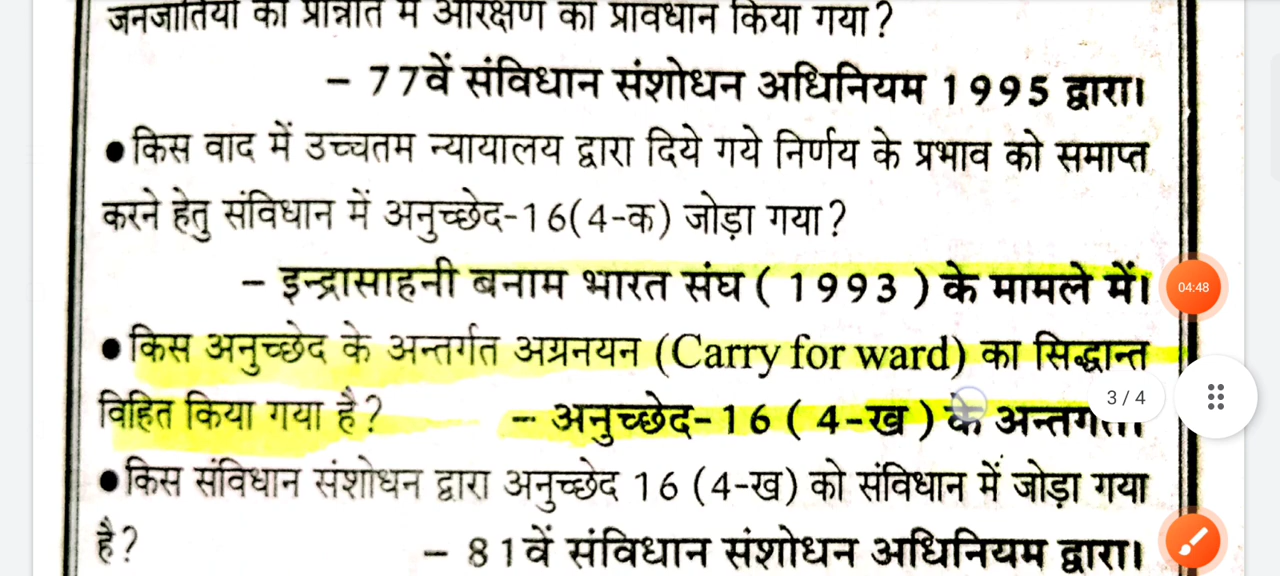 जनजातियों को प्रोन्नति में आरक्षण का प्रावधान किया गया?
– 77वें संविधान संशोधन अधिनियम 1995 द्वारा।
●किस वाद में उच्चतम न्यायालय द्वारा दिये गये निर्णय के प्रभाव को समाप्त
करने हेतु संविधान में अनुच्छेद-16(4-क) जोड़ा गया?
– इन्द्रासाहनी बनाम भारत संघ ( 1993 ) के मामले में।
04:48
●किस अनुच्छेद के अन्तर्गत अग्रनयन (Carry for ward) का सिद्धान्त
विहित किया गया है? – अनुच्छेद-16 ( 4-ख ) के
3 / 4
●किस संविधान संशोधन द्वारा अनुच्छेद 16 (4-ख) को संविधान में जोड़ा गया
है? – 81वें संविधान संशोधन अधिनियम द्वारा।